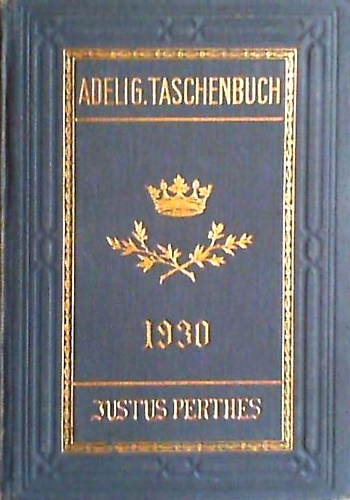 ADELIG. TASCHENBUCH
1930
JUSTUS PERTHES